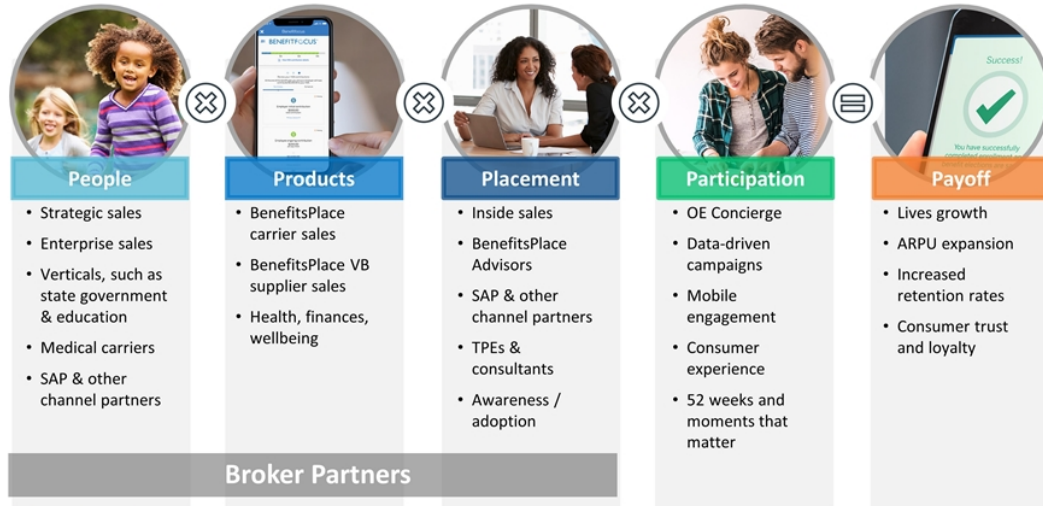 Benefitfocus
BENEFITFOCUS
Success!
You have successfully
People
Products
Placement
Participation
Payoff
• Strategic sales
• Enterprise sales
• Verticals, such as
state government
& education
• Medical carriers
• SAP & other
channel partners
• BenefitsPlace
carrier sales
• BenefitsPlace VB
supplier sales
• Health, finances,
wellbeing
• Inside sales
• BenefitsPlace
Advisors
• SAP & other
channel partners
• TPEs &
consultants
• Awareness /
adoption
• OE Concierge
• Data-driven
campaigns
• Mobile
engagement
• Consumer
experience
• 52 weeks and
moments that
matter
• Lives growth
• ARPU expansion
• Increased
retention rates
• Consumer trust
and loyalty
Broker Partners